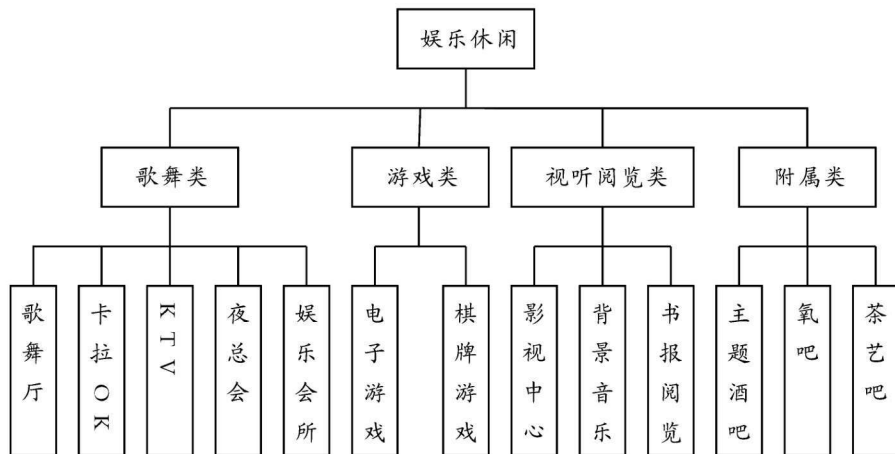 娱乐休闲
歌舞类
游戏类
视听阅览类
附属类
歌舞厅
卡拉OK
KTV
夜总会
娱乐会所
电子游戏
棋牌游戏
影视中心
背景音乐
书报阅览
主题酒吧
氧吧
茶艺吧